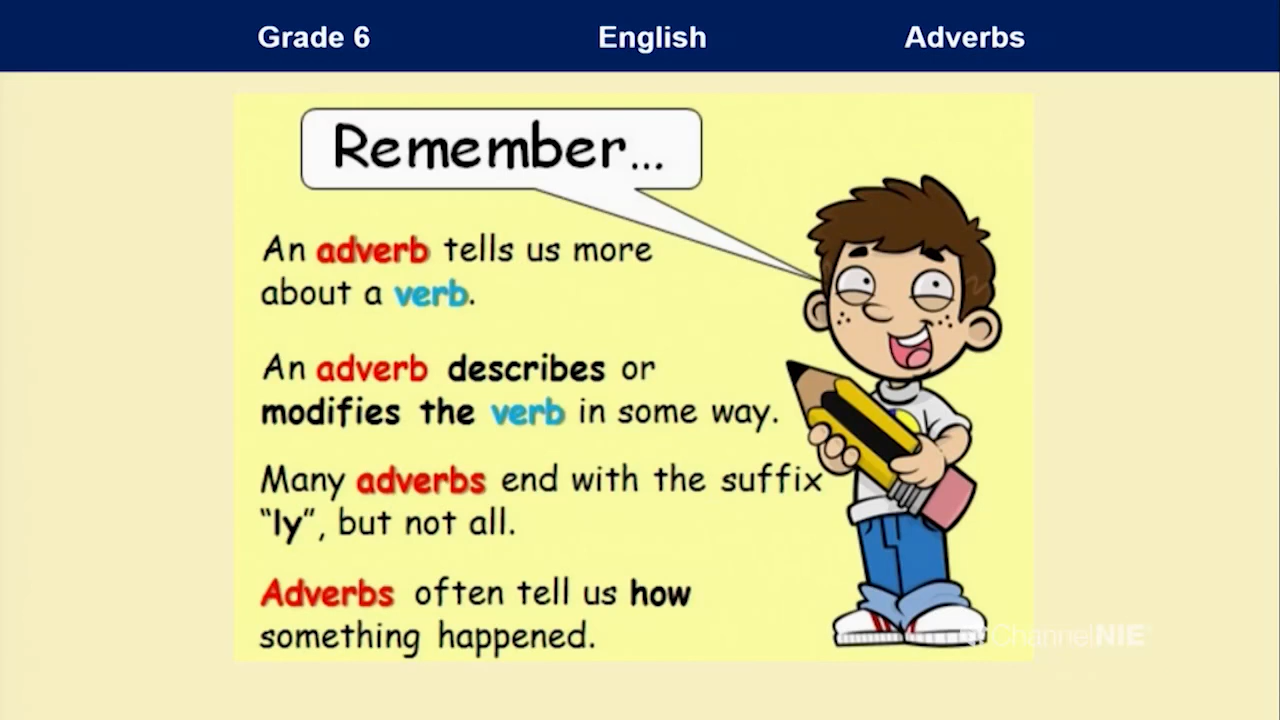 Grade 6 English Adverbs
Remember...
An adverb tells us more
about a verb.
An adverb describes or
modifies the verb in some way.
Many adverbs end with the suffix
“ly”, but not all.
Adverbs often tell us how
something happened.
ChannelNIE